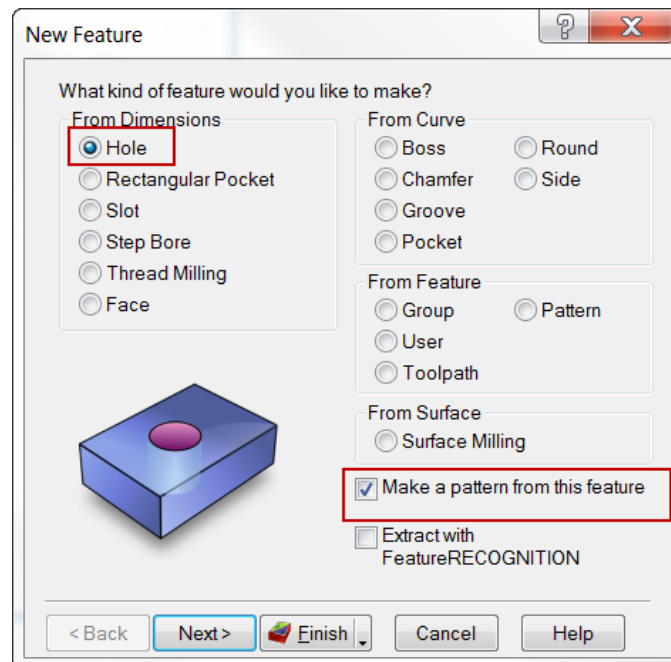 New Feature
?
X
What kind of feature would you like to make?
From Dimensions
Hole
Rectangular Pocket
Slot
Step Bore
Thread Milling
Face
From Curve
Boss
Round
Chamfer
Side
Groove
Pocket
From Feature
Group
Pattern
User
Toolpath
From Surface
Surface Milling
Make a pattern from this feature
Extract with
FeatureRECOGNITION
< Back
Next >
Finish
Cancel
Help